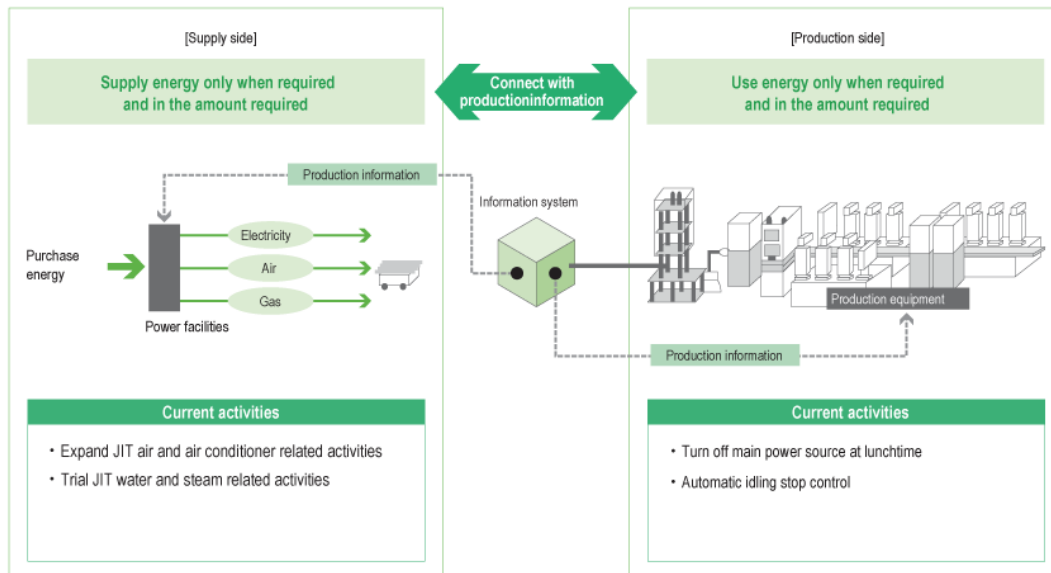 [Supply side]
Supply energy only when required
and in the amount required
Connect with
productioninformation
[Production side]
Use energy only when required
and in the amount required
Production information
Information system
Purchase
energy
Electricity
Air
Gas
Power facilities
Production equipment
Production information
Current activities
・Expand JIT air and air conditioner related activities
・Trial JIT water and steam related activities
Current activities
・Turn off main power source at lunchtime
・Automatic idling stop control